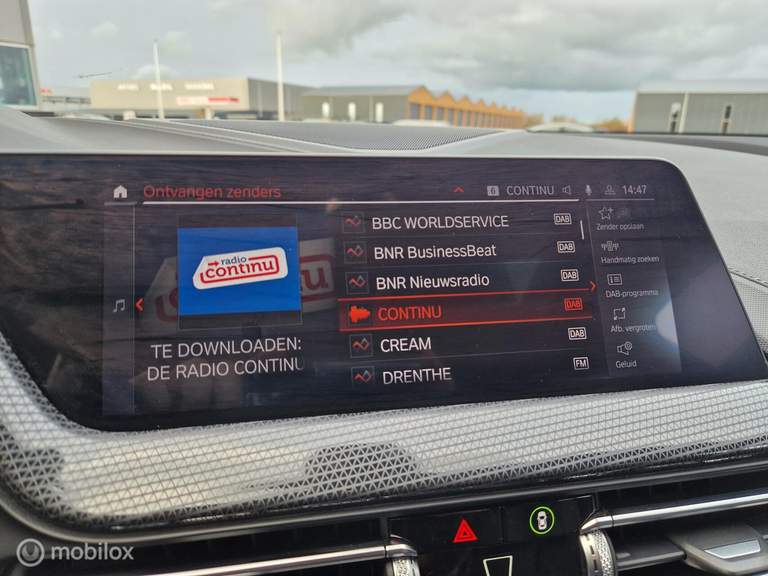 Ontvangen zenders
6 CONTINU 14:47
radio
continu
TE DOWNLOADEN:
DE RADIO CONTINU
BBC WORLDSERVICE DAB
BNR BusinessBeat DAB
BNR Nieuwsradio DAB
CONTINU DAB
CREAM DAB
DRENTHE FM
Zender opslaan
Handmatig zoeken
DAB-programma
Afb. vergroten
Geluid
mobilox